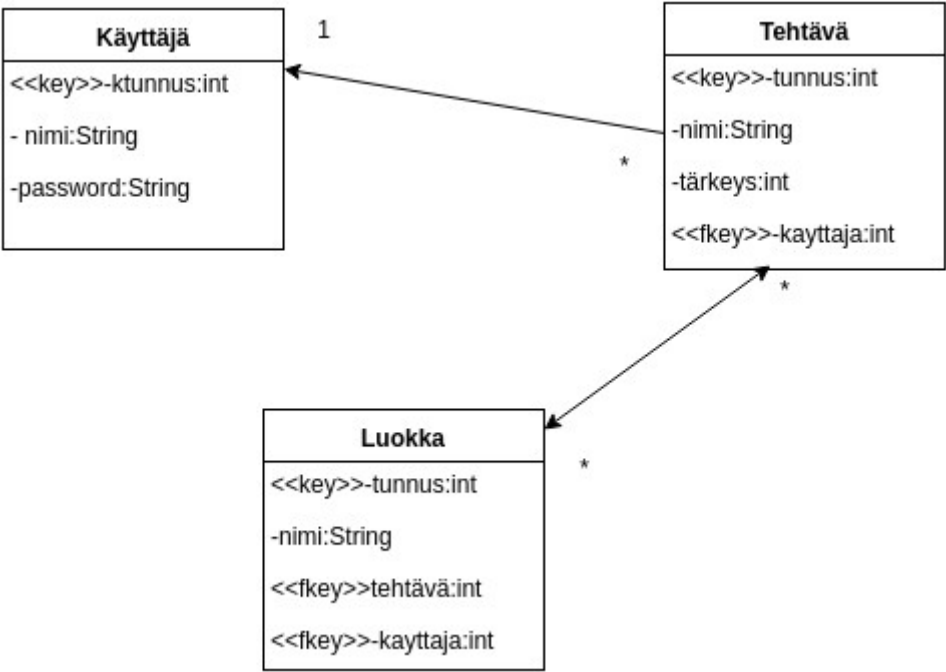 Käyttäjä
<<key>>-ktunnus:int
- nimi:String
-password:String
1
*
Tehtävä
<<key>>-tunnus:int
-nimi:String
-tärkeys:int
<<fkey>>-kayttaja:int
*
*
Luokka
<<key>>-tunnus:int
-nimi:String
<<fkey>>tehtävä:int
<<fkey>>-kayttaja:int